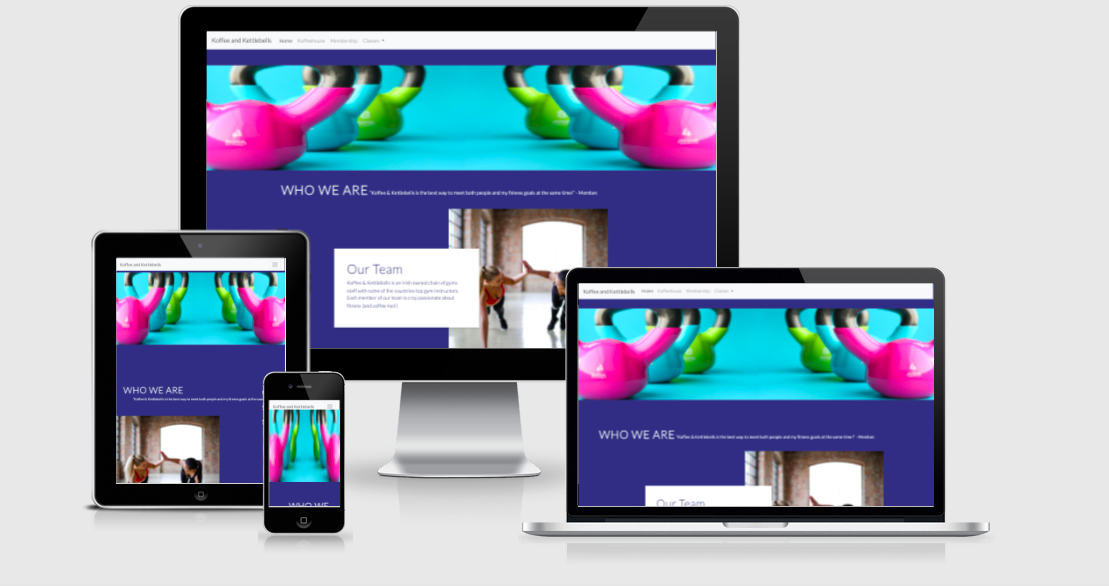 Koffee and Kettlebells Home Koffeehouse Membership Classes
WHO WE ARE "Koffee & Kettlebells is the best way to meet both people and my fitness goals at the same time!" - Member.
Our Team
Koffee & Kettlebells is an Irish owned chain of gyms
staff with some of the countries top gym instructors.
Each member of our team is a my passionate about
fitness (and coffee too!)
Koffee and Kettlebells
WHO WE ARE
"Koffee & Kettlebells is the best way to meet both people and my fitness goals at the same
Koffee and Kettlebells
WHO WE
Koffee and Kettlebells Home Koffeehouse Membership Classes
WHO WE ARE "Koffee & Kettlebells is the best way to meet both people and my fitness goals at the same time!" - Member.
Our Team